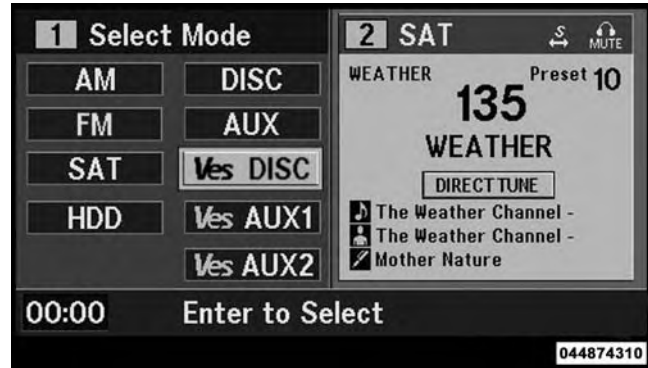 1 Select Mode
AM
FM
SAT
HDD
DISC
AUX
Ves DISC
Ves AUX1
Ves AUX2
2 SAT S MUTE
WEATHER Preset 10
135
WEATHER
DIRECT TUNE
The Weather Channel -
The Weather Channel -
Mother Nature
00:00 Enter to Select
044874310